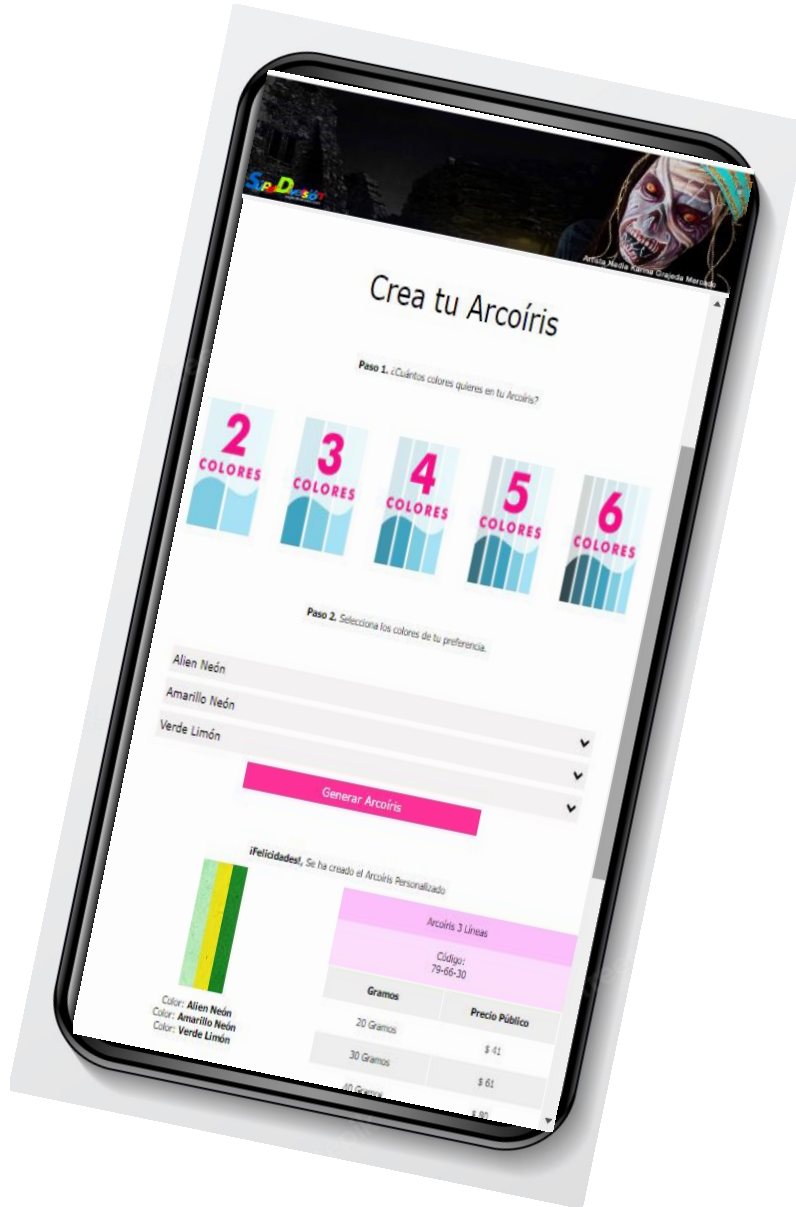 Artista Nadia Karina Grajeda Mercado
Crea tu Arcoíris
Paso 1. ¿Cuántos colores quieres en tu Arcoíris?
2 COLORES
3 COLORES
4 COLORES
5 COLORES
6 COLORES
Paso 2. Selecciona los colores de tu preferencia.
Alien Neón
Amarillo Neón
Verde Limón
Generar Arcoíris
¡Felicidades!, Se ha creado el Arcoíris Personalizado
Color: Alien Neón
Color: Amarillo Neón
Color: Verde Limón
Arcoíris 3 Líneas
Código:
79-66-30
Gramos Precio Público
20 Gramos $ 41
30 Gramos $ 61
40 Gramos $ 80